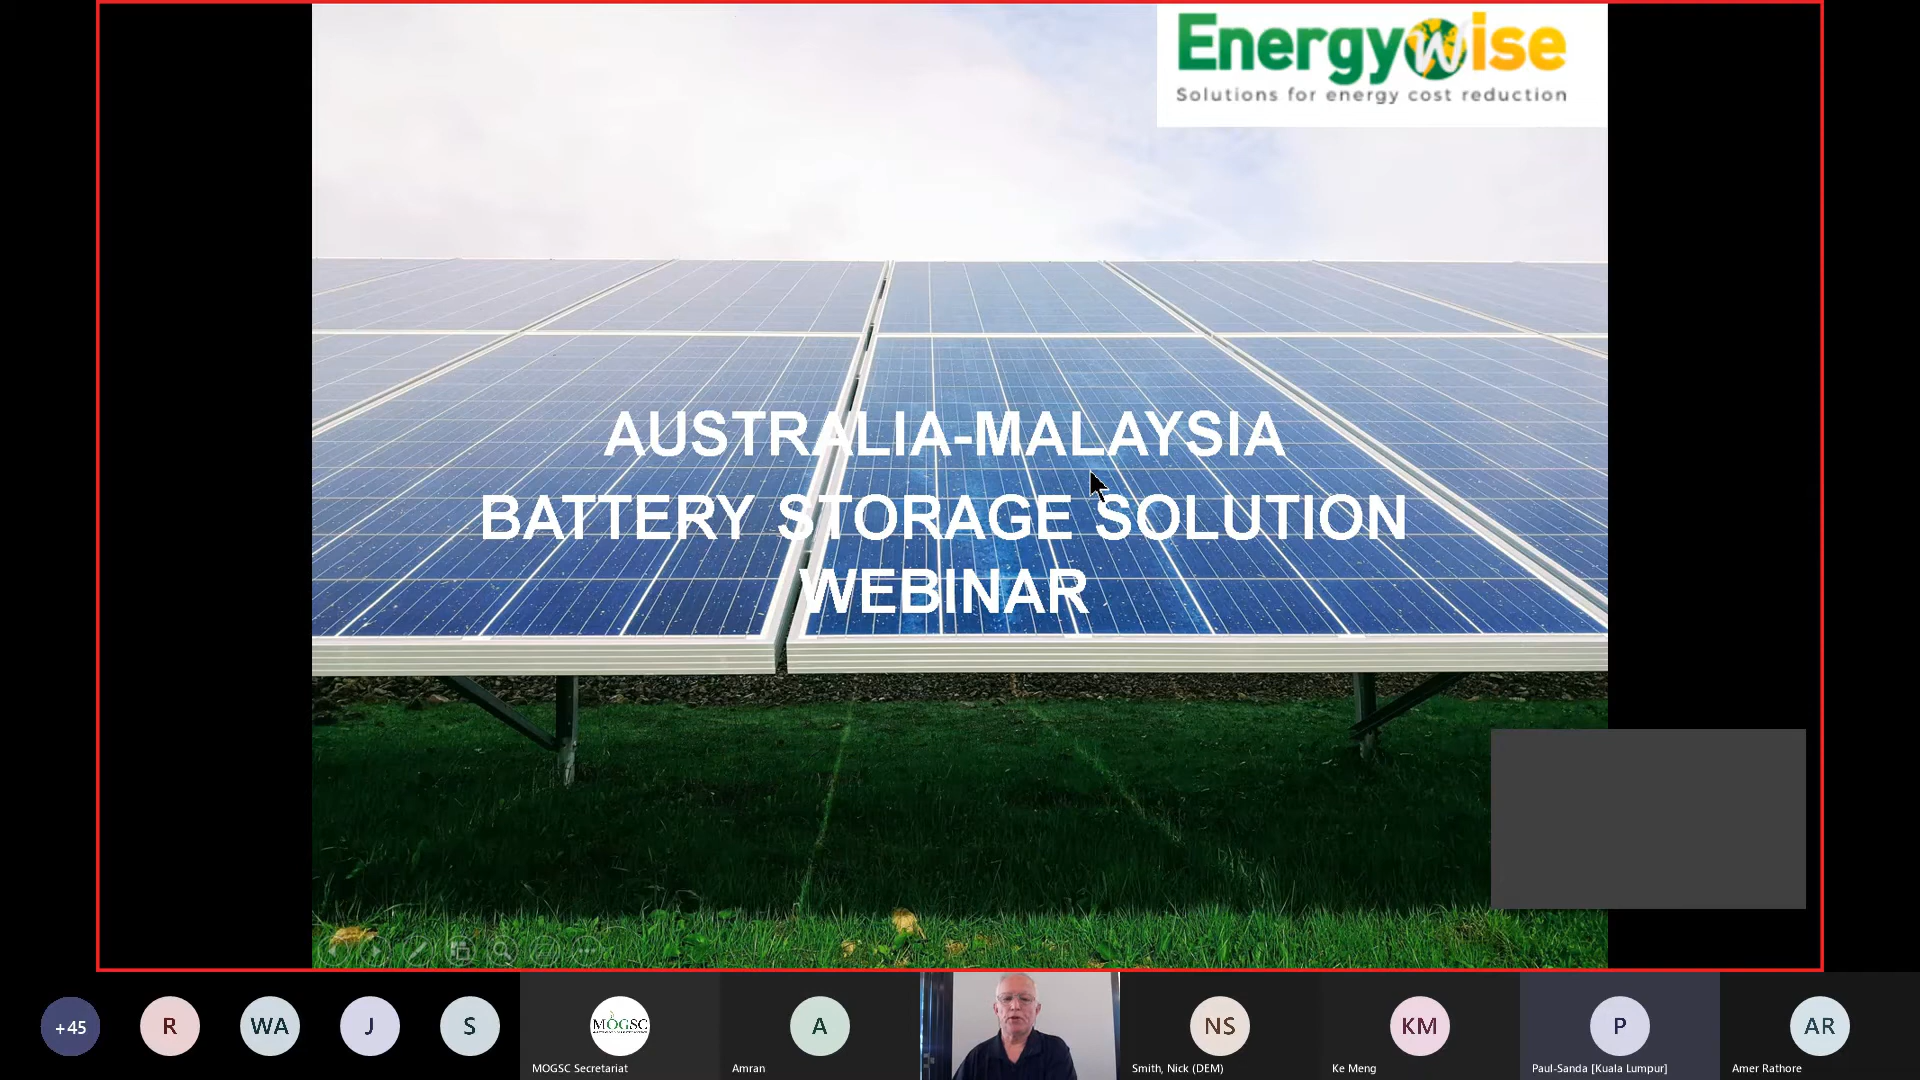 Energywise
Solutions for energy cost reduction
AUSTRALIA-MALAYSIA
BATTERY STORAGE SOLUTION
WEBINAR
+45
R
WA
J
S
MOGSC
MOGSC Secretariat
A
Amran
NS
Smith, Nick (DEM)
KM
Ke Meng
P
Paul-Sanda [Kuala Lumpur]
AR
Amer Rathore